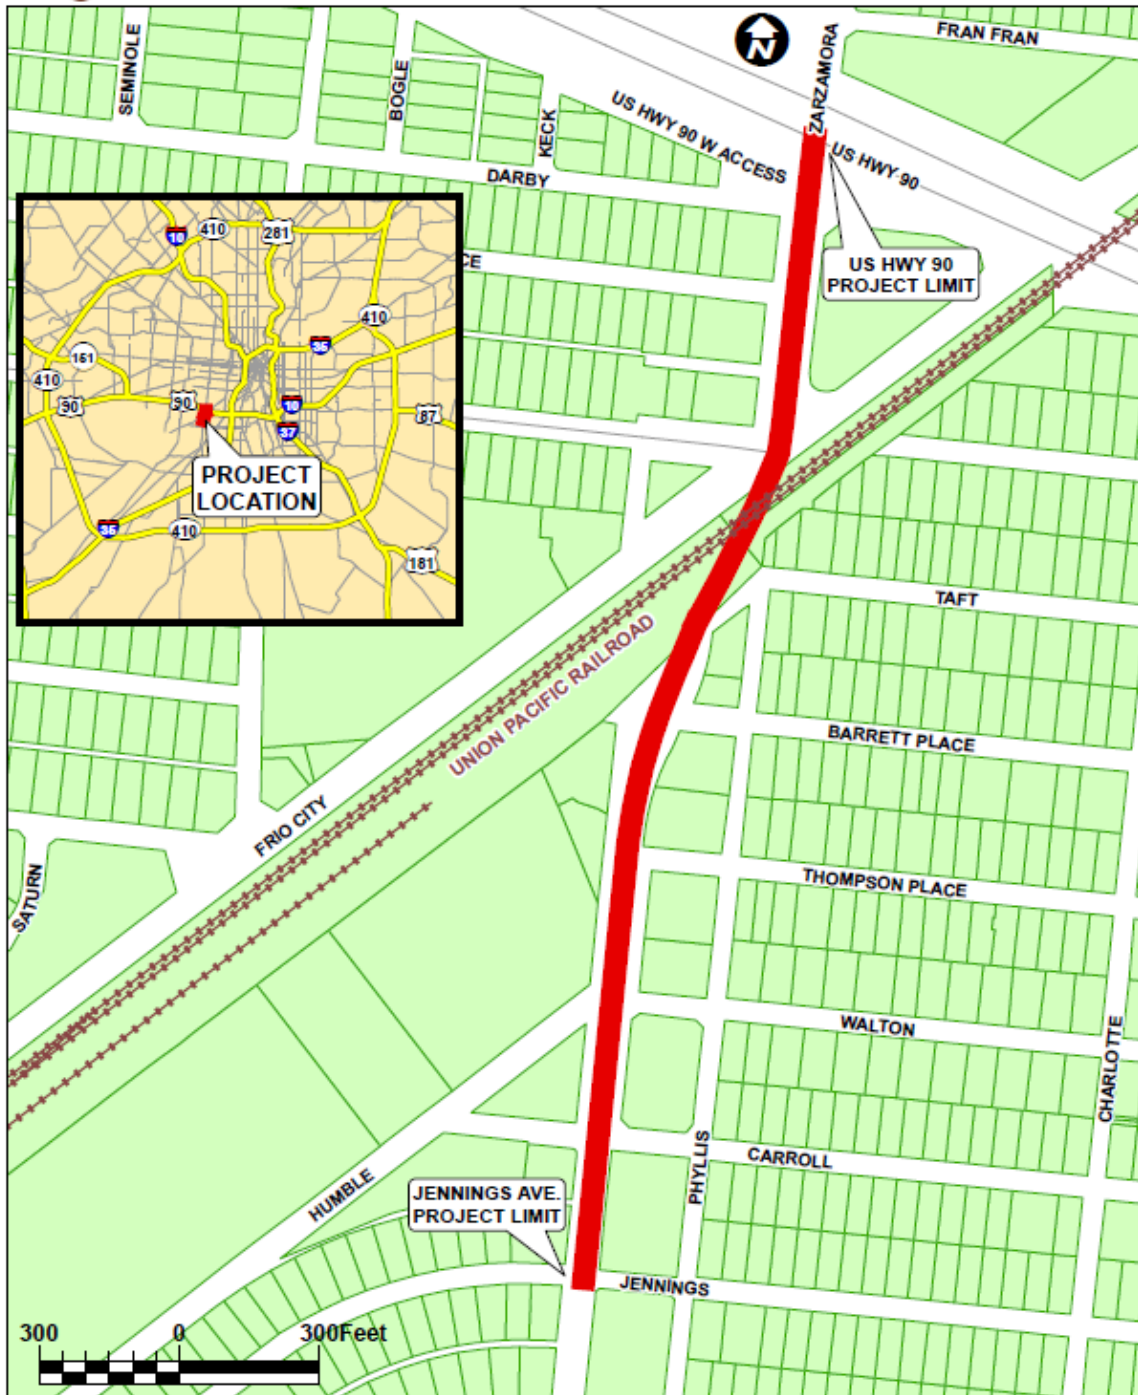 FRAN FRAN
SEMINOLE
BOGLE
KECK
N
ZARZAMORA
US HWY 90 W ACCESS
US HWY 90
DARBY
US HWY 90
PROJECT LIMIT
CE
10
410
281
410
35
151
410
90
90
10
87
37
PROJECT
LOCATION
35
410
181
TAFT
UNION PACIFIC RAILROAD
BARRETT PLACE
FRIO CITY
THOMPSON PLACE
SATURN
WALTON
CHARLOTTE
PHYLLIS
CARROLL
HUMBLE
JENNINGS AVE.
PROJECT LIMIT
JENNINGS
300 0 300Feet